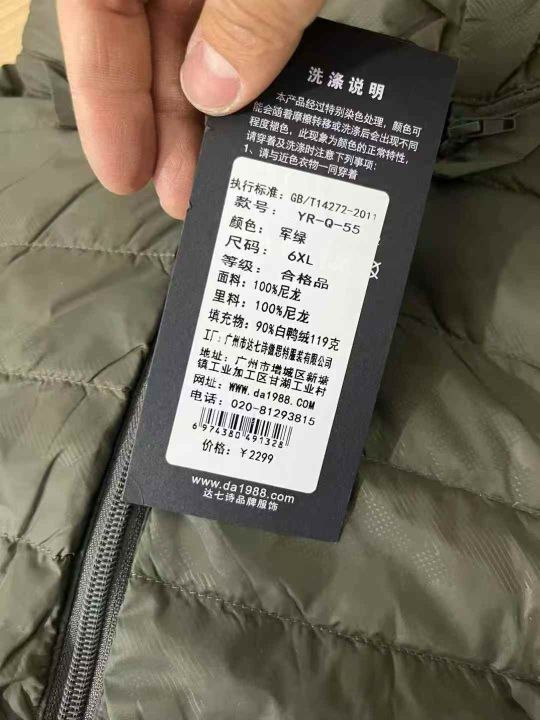 洗涤说明
本产品经过特别染色处理，颜色可
能会随着摩擦转移或洗涤后会出现不同
程度褪色，此现象为颜色的正常特性，
请穿着及洗涤时注意下列事项：
1、请与近色衣物一同穿着
执行标准：GB/T14272-2011
款号： YR-Q-55
颜色： 军绿
尺码： 6XL
等级： 合格品
面料：100%尼龙
里料：100%尼龙
填充物：90%白鸭绒119克
工厂：广州市达七诗傲思特服装有限公司
地址：广州市增城区新塘
镇工业加工区甘湖工业村
网址：WWW.da1988.COM
电话：020-81293815
6 974380 491328
价格：￥2299
www.da1988.com
达七诗品牌服饰